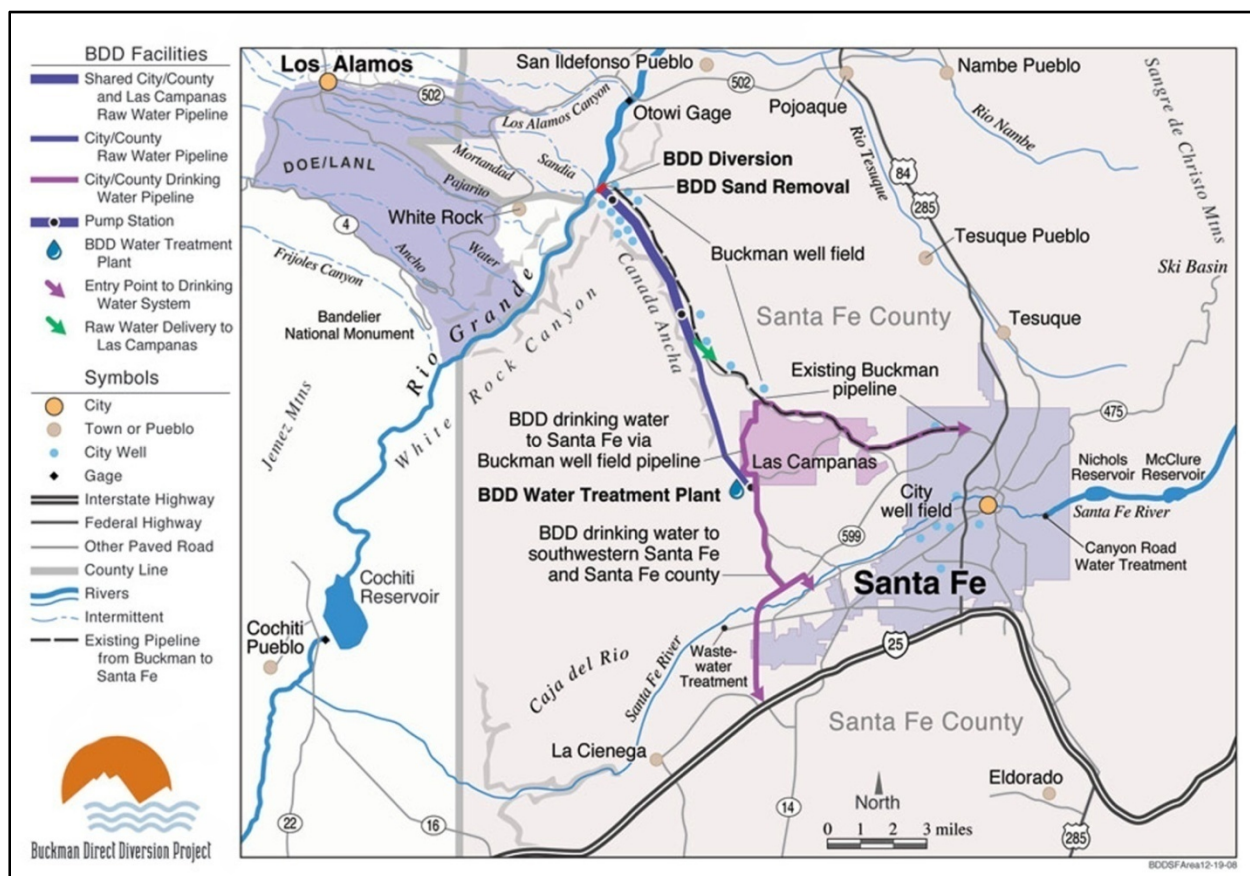 BDD Facilities
Shared City/County
and Las Campanas
Raw Water Pipeline
City/County
Raw Water Pipeline
City/County Drinking
Water Pipeline
Pump Station
BDD Water Treatment
Plant
Entry Point to Drinking
Water System
Raw Water Delivery to
Las Campanas
Symbols
City
Town or Pueblo
City Well
Gage
Interstate Highway
Federal Highway
Other Paved Road
County Line
Rivers
Intermittent
Existing Pipeline
from Buckman to
Santa Fe
Buckman Direct Diversion Project
Los Alamos
San Ildefonso Pueblo
502
Nambe Pueblo
Pojoaque
502
Los Alamos Canyon
Otowi Gage
Rio Nambe
Sangre de Christo Mtns
Rio Tesuque
DOE/LANL
Mortandad
Sandia
Pajarito
BDD Diversion
BDD Sand Removal
84
285
White Rock
4
Ancho
Water
Frijoles Canyon
Buckman well field
Tesuque Pueblo
Ski Basin
Bandelier
National Monument
Rio Grande
White Rock Canyon
Canada Ancha
Santa Fe County
Tesuque
Jemez Mtns
Existing Buckman
pipeline
475
BDD drinking water
to Santa Fe via
Buckman well field pipeline
Las Campanas
BDD Water Treatment Plant
City
well field
Nichols
Reservoir
McClure
Reservoir
Santa Fe River
BDD drinking water to
southwestern Santa Fe
and Santa Fe county
599
Canyon Road
Water Treatment
Santa Fe
Cochiti
Reservoir
Cochiti
Pueblo
25
Waste-
water
Treatment
Caja del Rio
Santa Fe River
Santa Fe County
La Cienega
North
Eldorado
22
16
14
0 1 2 3 miles
285
BDDSFArea12-19-08